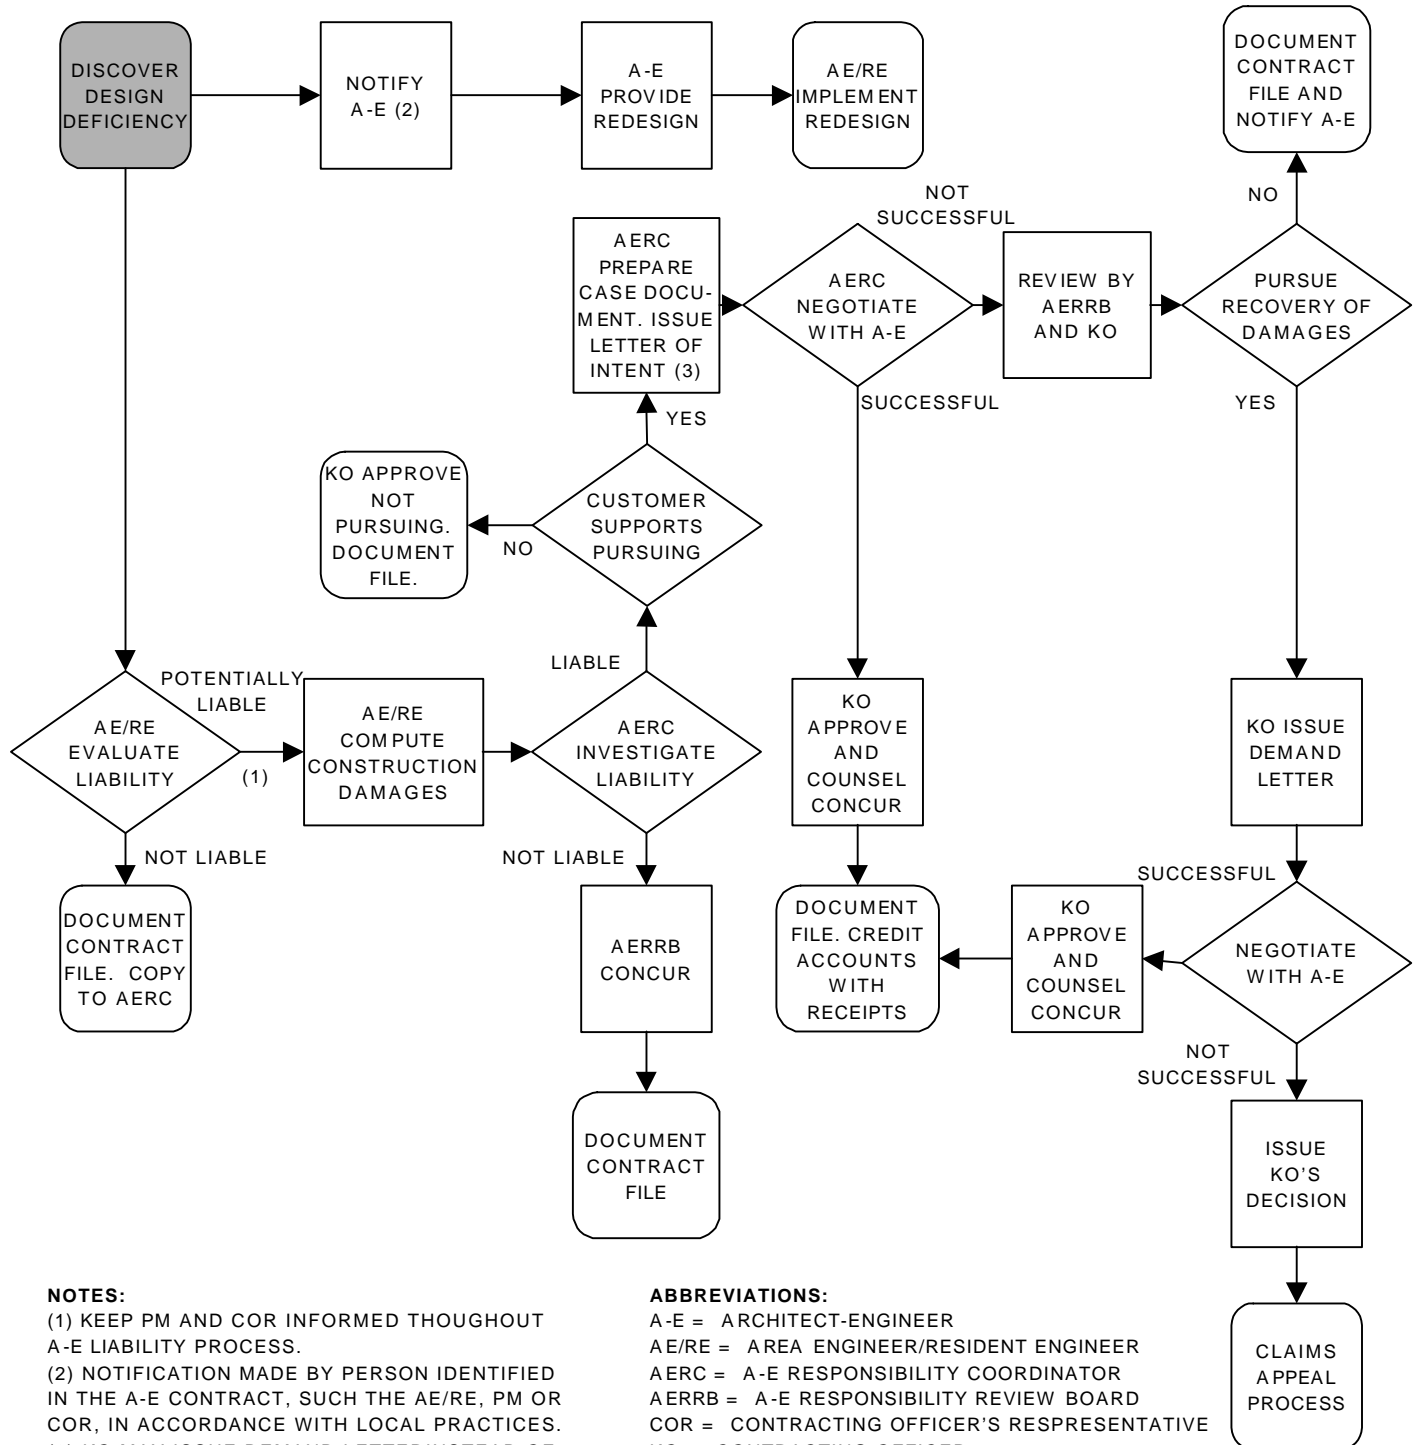 DISCOVER
DESIGN
DEFICIENCY
NOTIFY
A-E (2)
A-E
PROVIDE
REDESIGN
AE/RE
IMPLEMENT
REDESIGN
DOCUMENT
CONTRACT
FILE AND
NOTIFY A-E
NO
NOT
SUCCESSFUL
AERC
PREPARE
CASE DOCU-
MENT. ISSUE
LETTER OF
INTENT (3)
AERC
NEGOTIATE
WITH A-E
REVIEW BY
AERRB
AND KO
PURSUE
RECOVERY OF
DAMAGES
SUCCESSFUL
YES
YES
KO APPROVE
NOT
PURSUING.
DOCUMENT
FILE.
NO
CUSTOMER
SUPPORTS
PURSUING
LIABLE
POTENTIALLY
LIABLE
AE/RE
EVALUATE
LIABILITY
(1)
AE/RE
COMPUTE
CONSTRUCTION
DAMAGES
AERC
INVESTIGATE
LIABILITY
KO
APPROVE
AND
COUNSEL
CONCUR
KO ISSUE
DEMAND
LETTER
NOT LIABLE
NOT LIABLE
SUCCESSFUL
DOCUMENT
CONTRACT
FILE. COPY
TO AERC
AERRB
CONCUR
DOCUMENT
FILE. CREDIT
ACCOUNTS
WITH
RECEIPTS
KO
APPROVE
AND
COUNSEL
CONCUR
NEGOTIATE
WITH A-E
NOT
SUCCESSFUL
DOCUMENT
CONTRACT
FILE
ISSUE
KO'S
DECISION
CLAIMS
APPEAL
PROCESS
NOTES:
(1) KEEP PM AND COR INFORMED THOUGHOUT
A-E LIABILITY PROCESS.
(2) NOTIFICATION MADE BY PERSON IDENTIFIED
IN THE A-E CONTRACT, SUCH THE AE/RE, PM OR
COR, IN ACCORDANCE WITH LOCAL PRACTICES.
ABBREVIATIONS:
A-E = ARCHITECT-ENGINEER
AE/RE = AREA ENGINEER/RESIDENT ENGINEER
AERC = A-E RESPONSIBILITY COORDINATOR
AERRB = A-E RESPONSIBILITY REVIEW BOARD
COR = CONTRACTING OFFICER'S RESPRESENTATIVE